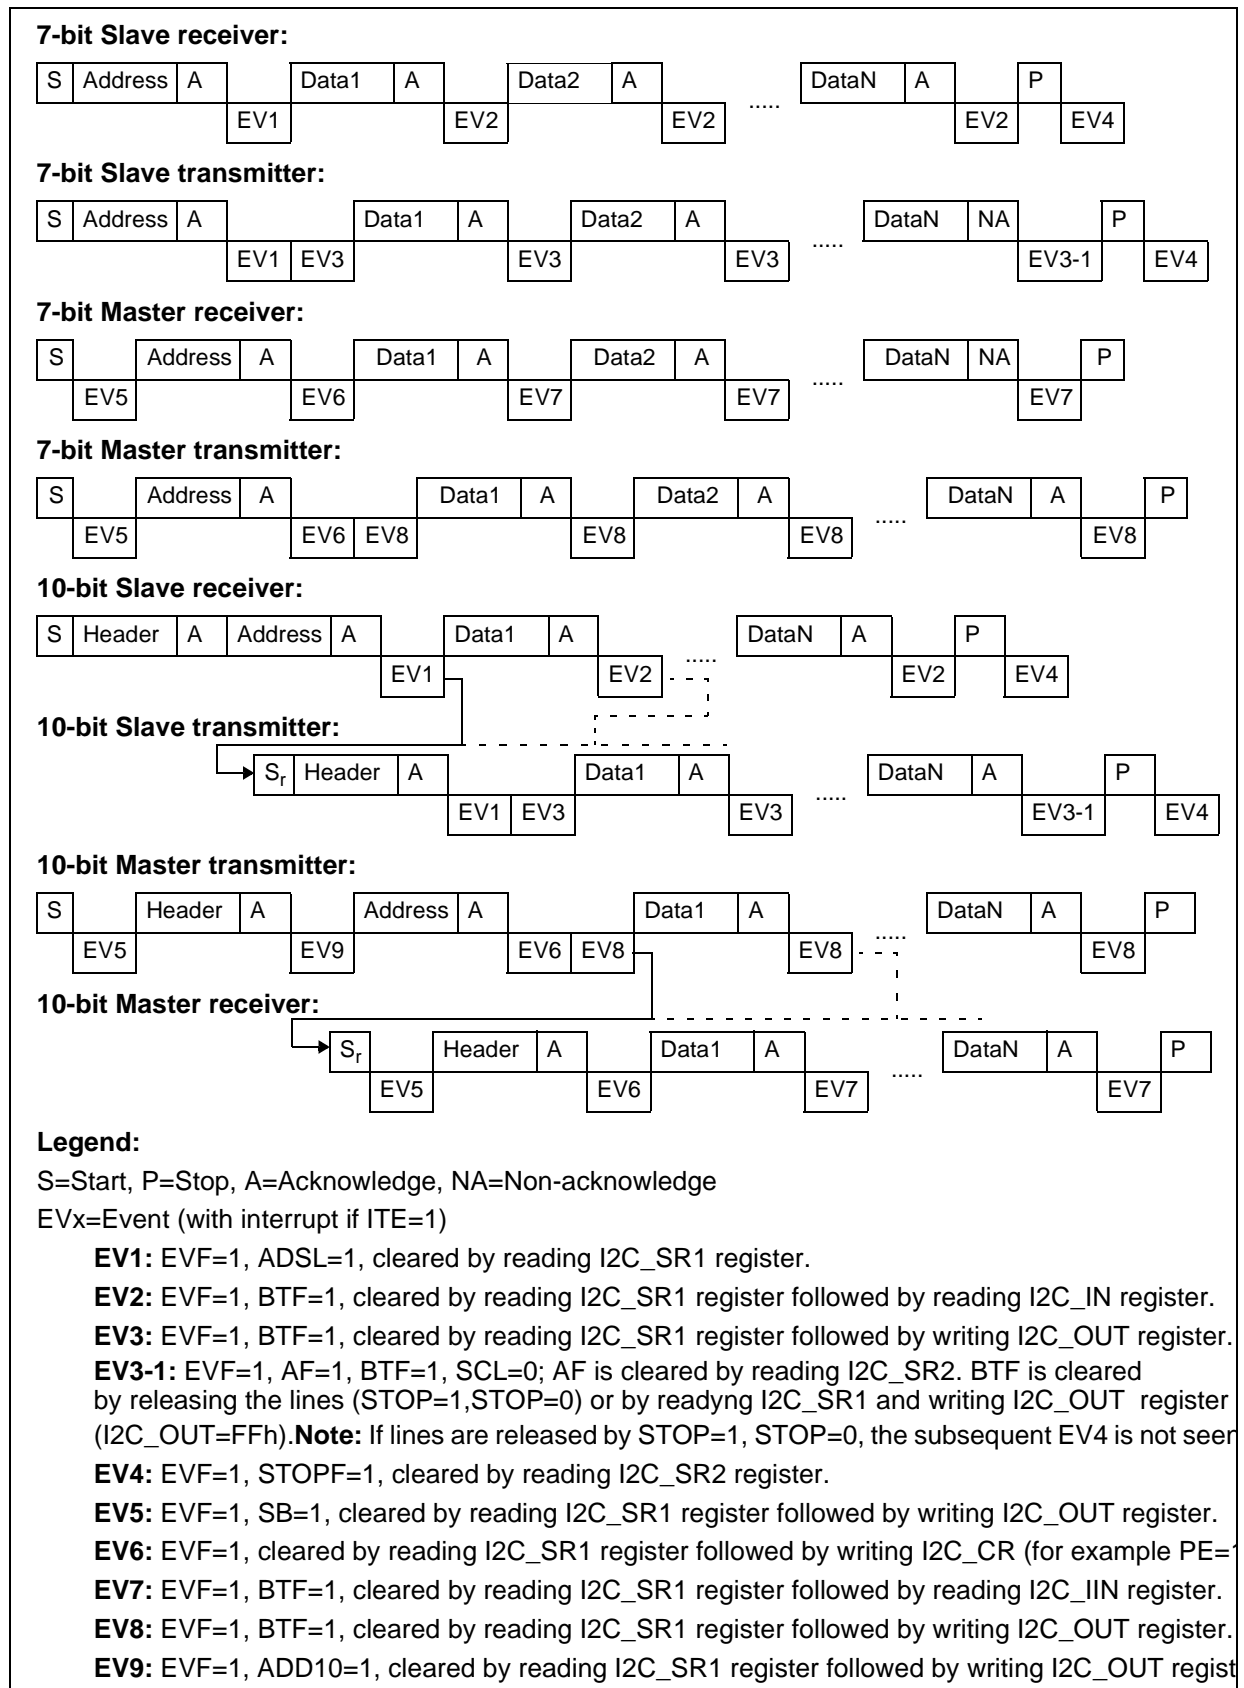 7-bit Slave receiver:
S Address A Data1 A Data2 A ..... DataN A P
EV1 EV2 EV2 EV2 EV4
7-bit Slave transmitter:
S Address A Data1 A Data2 A ..... DataN NA P
EV1 EV3 EV3 EV3 EV3-1 EV4
7-bit Master receiver:
S Address A Data1 A Data2 A ..... DataN NA P
EV5 EV6 EV7 EV7 EV7
7-bit Master transmitter:
S Address A Data1 A Data2 A ..... DataN A P
EV5 EV6 EV8 EV8 EV8 EV8
10-bit Slave receiver:
S Header A Address A Data1 A ..... DataN A P
EV1 EV2 EV2 EV4
10-bit Slave transmitter:
Sr Header A Data1 A ..... DataN A P
EV1 EV3 EV3 EV3-1 EV4
10-bit Master transmitter:
S Header A Address A Data1 A ..... DataN A P
EV5 EV9 EV6 EV8 EV8 EV8
10-bit Master receiver:
Sr Header A Data1 A ..... DataN A P
EV5 EV6 EV7 EV7
Legend:
S=Start, P=Stop, A=Acknowledge, NA=Non-acknowledge
EVx=Event (with interrupt if ITE=1)
EV1: EVF=1, ADSL=1, cleared by reading I2C_SR1 register.
EV2: EVF=1, BTF=1, cleared by reading I2C_SR1 register followed by reading I2C_IN register.
EV3: EVF=1, BTF=1, cleared by reading I2C_SR1 register followed by writing I2C_OUT register.
EV3-1: EVF=1, AF=1, BTF=1, SCL=0; AF is cleared by reading I2C_SR2. BTF is cleared
by releasing the lines (STOP=1,STOP=0) or by readyng I2C_SR1 and writing I2C_OUT register
(I2C_OUT=FFh).Note: If lines are released by STOP=1, STOP=0, the subsequent EV4 is not seen
EV4: EVF=1, STOPF=1, cleared by reading I2C_SR2 register.
EV5: EVF=1, SB=1, cleared by reading I2C_SR1 register followed by writing I2C_OUT register.
EV6: EVF=1, cleared by reading I2C_SR1 register followed by writing I2C_CR (for example PE=1
EV7: EVF=1, BTF=1, cleared by reading I2C_SR1 register followed by reading I2C_IIN register.
EV8: EVF=1, BTF=1, cleared by reading I2C_SR1 register followed by writing I2C_OUT register.
EV9: EVF=1, ADD10=1, cleared by reading I2C_SR1 register followed by writing I2C_OUT regist